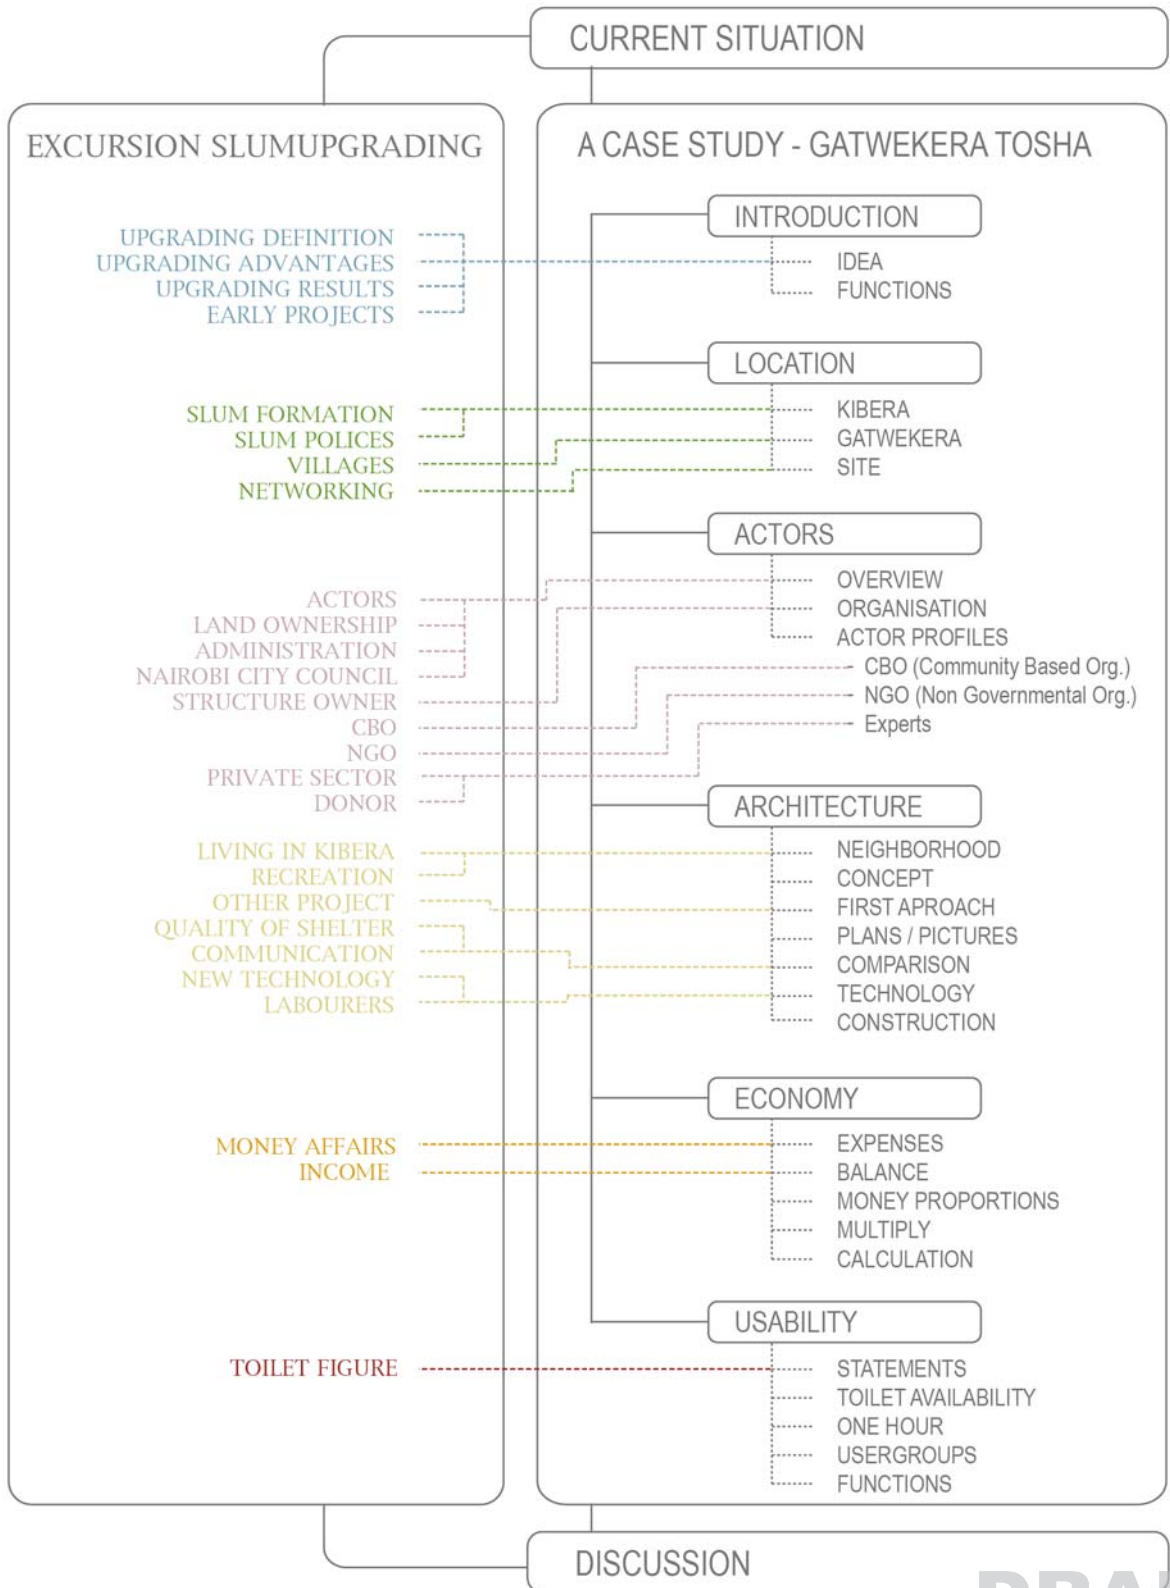 CURRENT SITUATION
EXCURSION SLUMUPGRADING
UPGRADING DEFINITION
UPGRADING ADVANTAGES
UPGRADING RESULTS
EARLY PROJECTS
SLUM FORMATION
SLUM POLICES
VILLAGES
NETWORKING
ACTORS
LAND OWNERSHIP
ADMINISTRATION
NAIROBI CITY COUNCIL
STRUCTURE OWNER
CBO
NGO
PRIVATE SECTOR
DONOR
LIVING IN KIBERA
RECREATION
OTHER PROJECT
QUALITY OF SHELTER
COMMUNICATION
NEW TECHNOLOGY
LABOURERS
MONEY AFFAIRS
INCOME
TOILET FIGURE
A CASE STUDY - GATWEKERA TOSHA
INTRODUCTION
IDEA
FUNCTIONS
LOCATION
KIBERA
GATWEKERA
SITE
ACTORS
OVERVIEW
ORGANISATION
ACTOR PROFILES
CBO (Community Based Org.)
NGO (Non Governmental Org.)
Experts
ARCHITECTURE
NEIGHBORHOOD
CONCEPT
FIRST APROACH
PLANS / PICTURES
COMPARISON
TECHNOLOGY
CONSTRUCTION
ECONOMY
EXPENSES
BALANCE
MONEY PROPORTIONS
MULTIPLY
CALCULATION
USABILITY
STATEMENTS
TOILET AVAILABILITY
ONE HOUR
USERGROUPS
FUNCTIONS
DISCUSSION